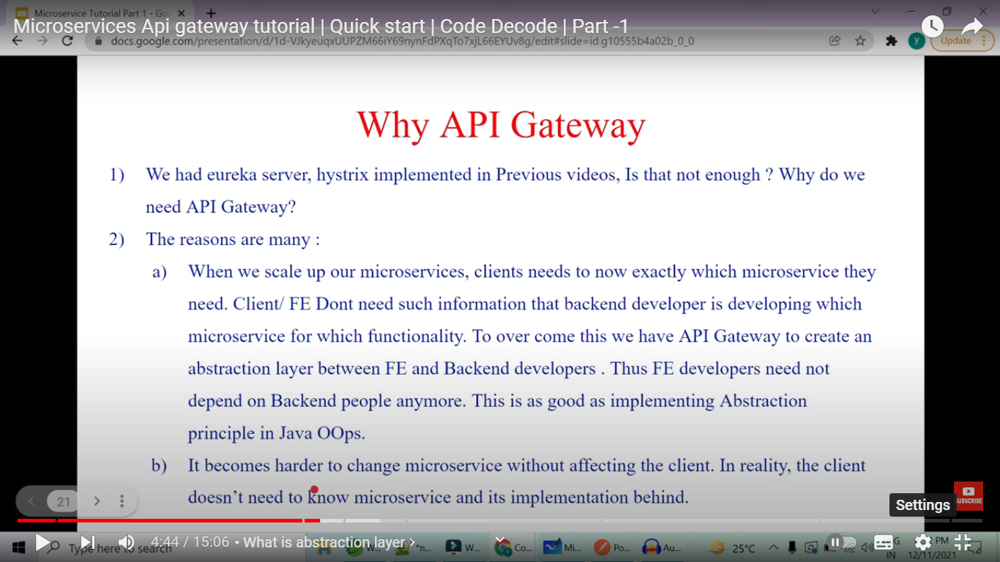 Microservice Tutorial Part 1 - Go
Microservices Api gateway tutorial | Quick start | Code Decode | Part -1
docs.google.com/presentation/d/1d-VJkyeuqxUUPZM66iY69nynFdPXqTo7xjL66EYUv8g/edit#slide=id.g10555b4a02b_0_0
y
Update
Why API Gateway
1) We had eureka server, hystrix implemented in Previous videos, Is that not enough ? Why do we
need API Gateway?
2) The reasons are many :
a) When we scale up our microservices, clients needs to now exactly which microservice they
need. Client/ FE Dont need such information that backend developer is developing which
microservice for which functionality. To over come this we have API Gateway to create an
abstraction layer between FE and Backend developers . Thus FE developers need not
depend on Backend people anymore. This is as good as implementing Abstraction
principle in Java OOps.
b) It becomes harder to change microservice without affecting the client. In reality, the client
doesn't need to know microservice and its implementation behind.
21
SUBSCRIBE
Settings
Type here to search
4:44 / 15:06 • What is abstraction layer
W...
"n...
W...
Co...
Mi...
Po...
Au...
25°C
IN
PM
12/11/2021